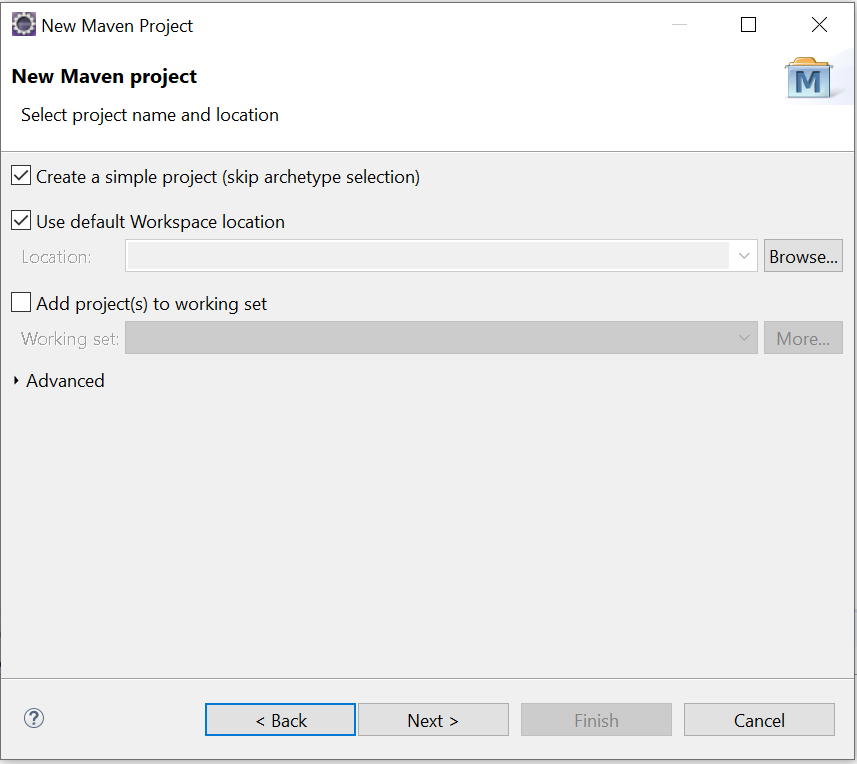 New Maven Project
New Maven project
M
Select project name and location
Create a simple project (skip archetype selection)
Use default Workspace location
Location:
Browse...
Add project(s) to working set
Working set:
More...
Advanced
?
< Back
Next >
Finish
Cancel